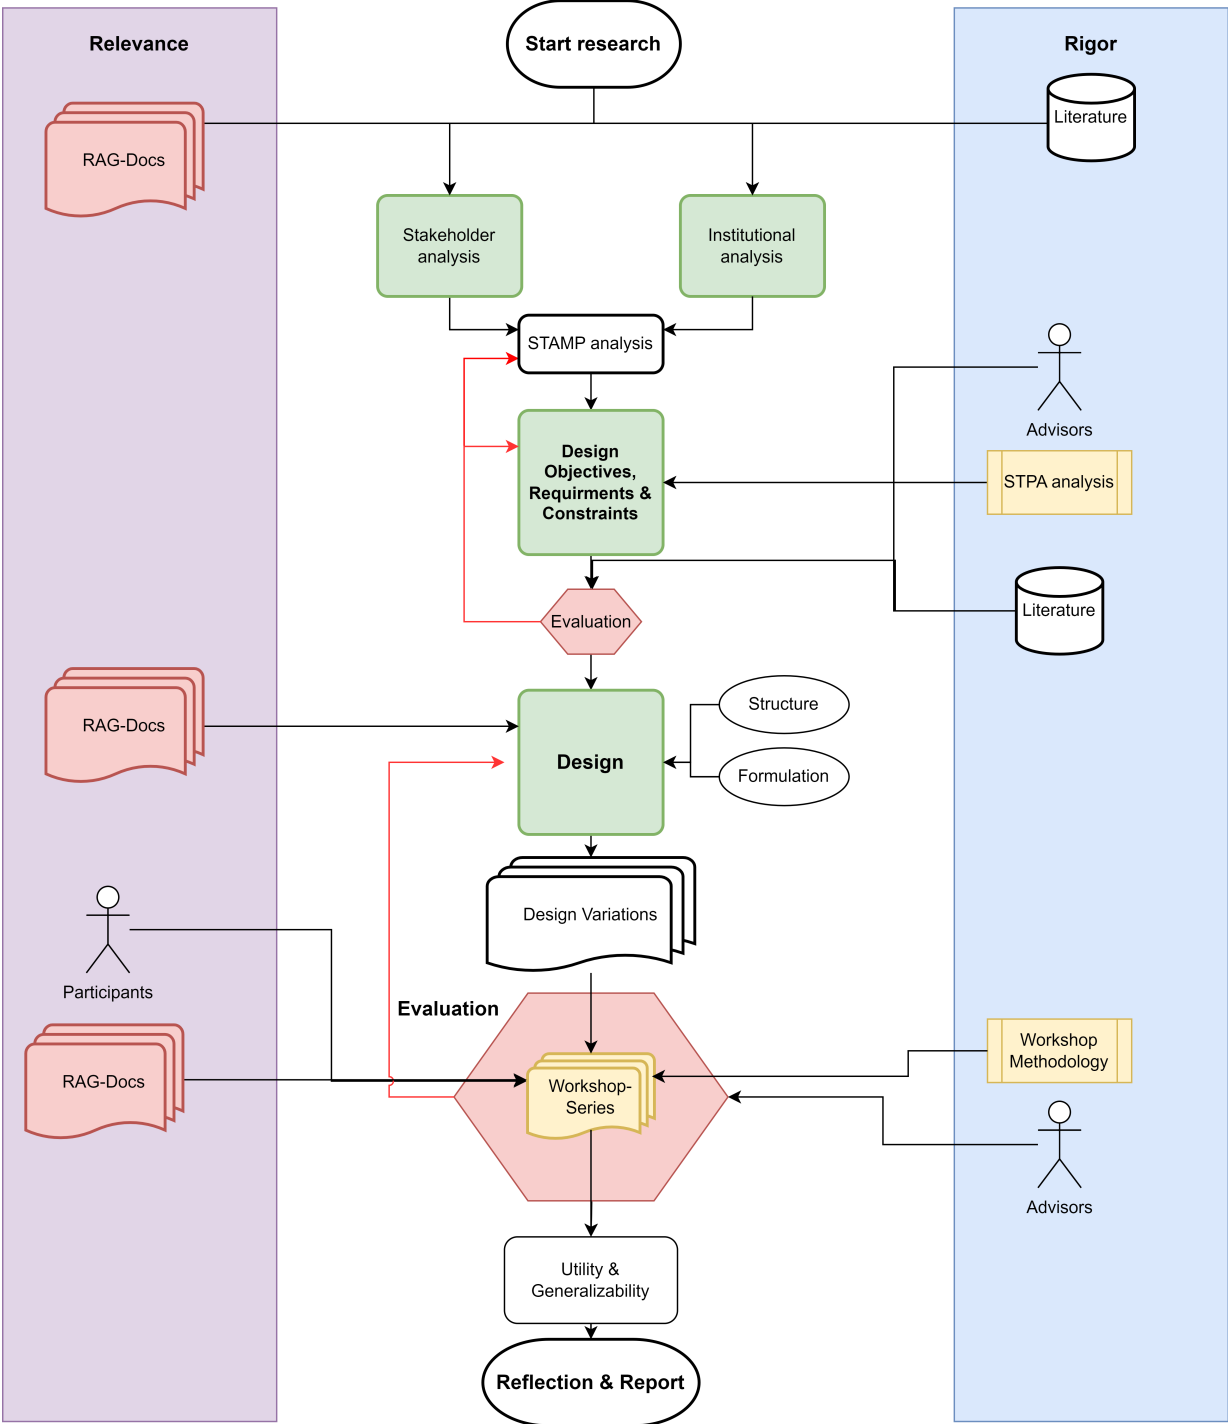 Relevance
Start research
Rigor
Literature
RAG-Docs
Stakeholder
analysis
Institutional
analysis
STAMP analysis
Advisors
Design
Objectives,
Requirments &
Constraints
STPA analysis
Evaluation
Literature
RAG-Docs
Structure
Design
Formulation
Design Variations
Participants
Evaluation
RAG-Docs
Workshop-
Series
Workshop
Methodology
Advisors
Utility &
Generalizability
Reflection & Report